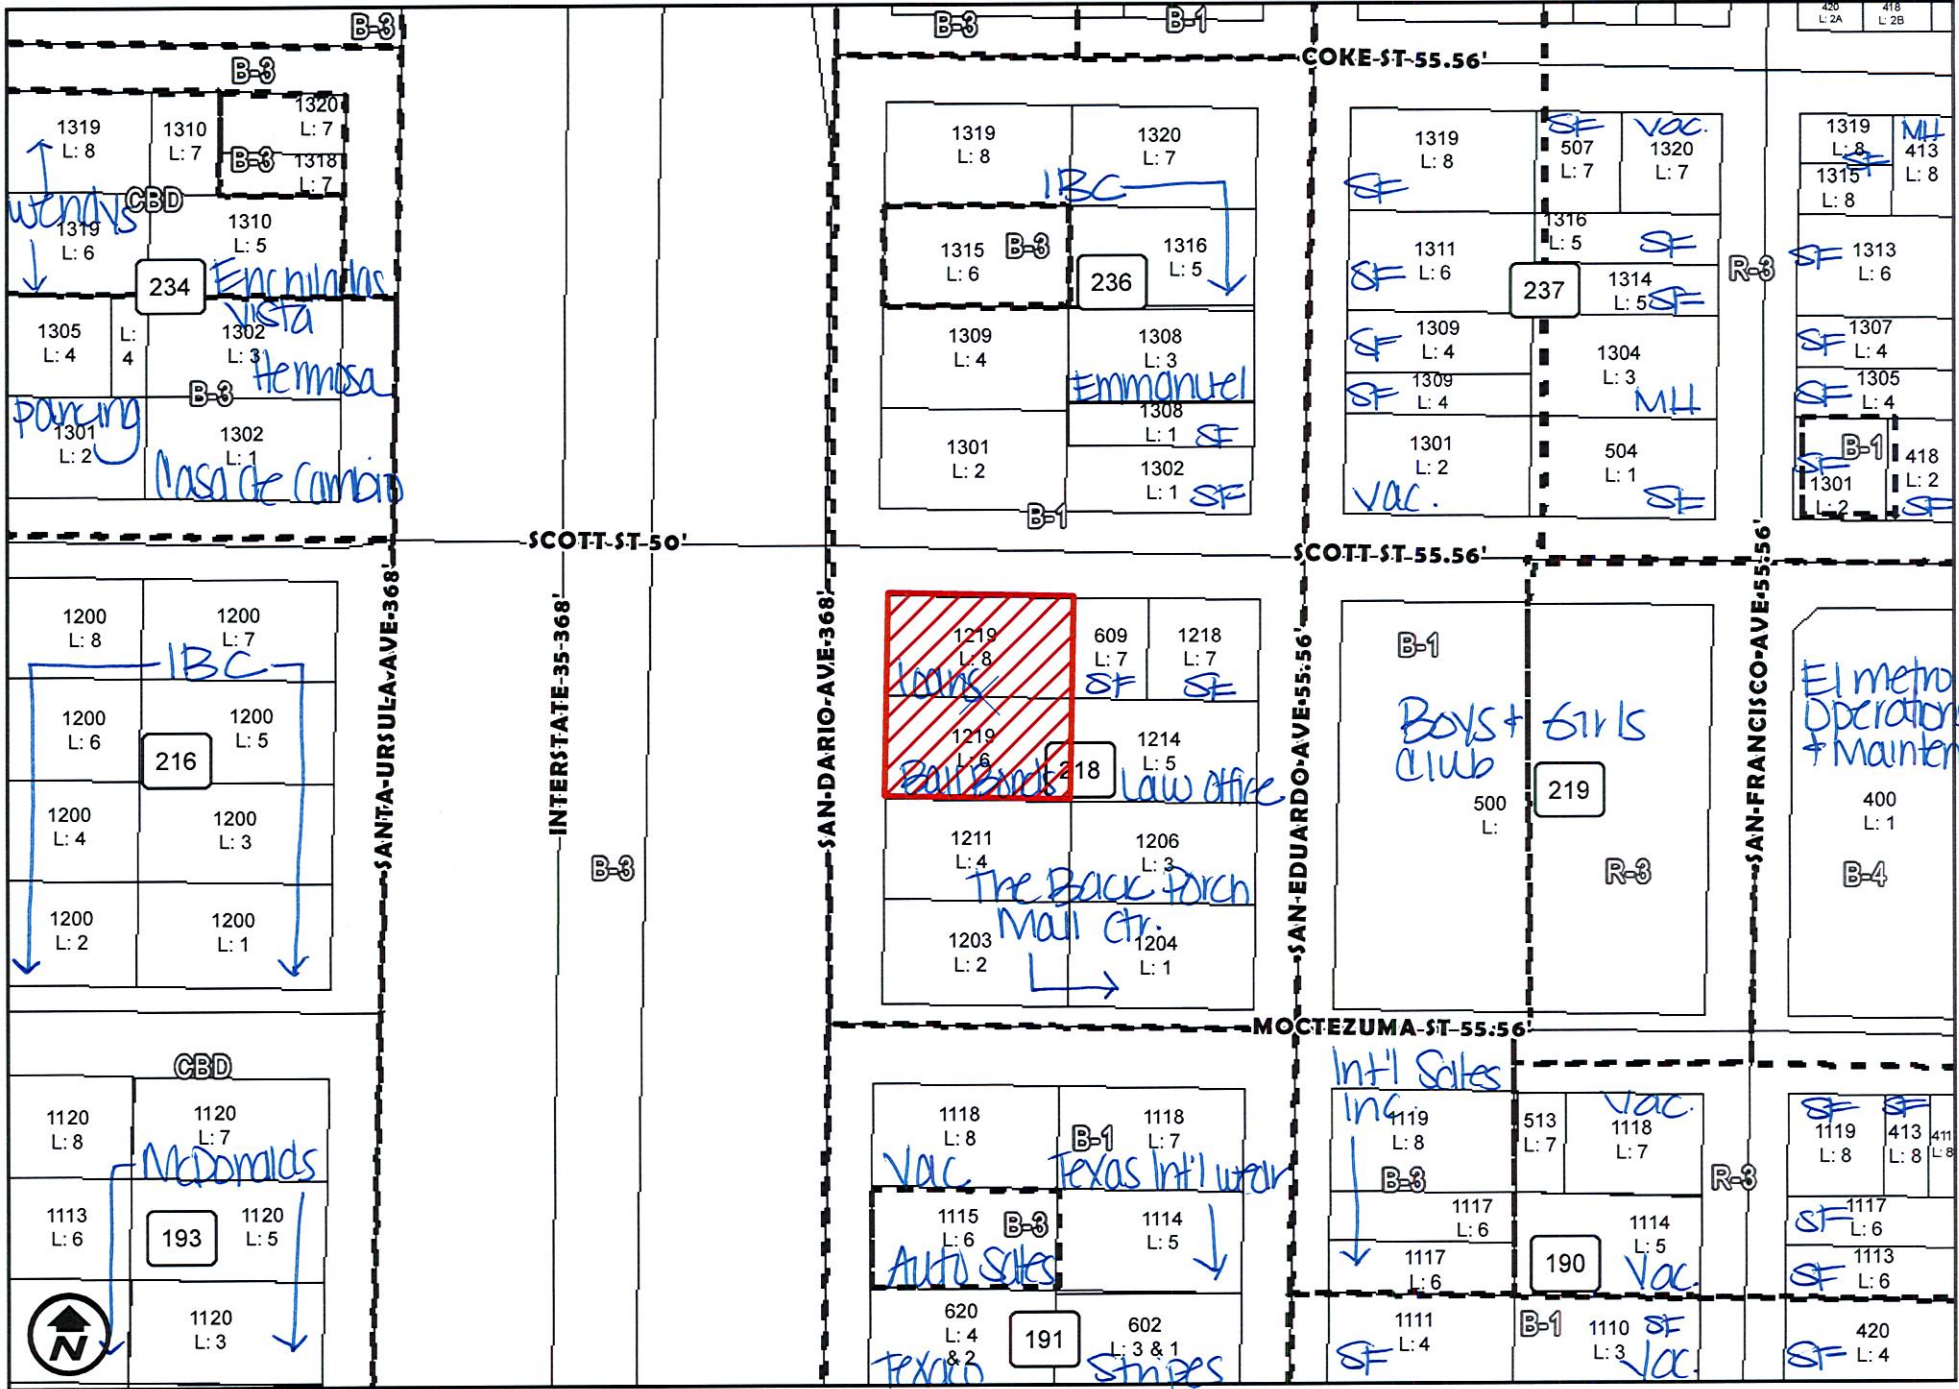 B-3
B-3
1319
L: 8
1310
L: 7
1320
L: 7
B-3
1318
L: 7
wendys
CBD
1319
L: 6
1310
L: 5
234
Enchiladas
Vista
Hermosa
1305
L: 4
L:
4
1302
L: 3
B-3
1301
L: 2
1302
L: 1
Casa de Cambio
SCOTT-ST-50'
SANTA-URSULA-AVE-368'
INTERSTATE-35-368'
SAN-DARIO-AVE-368'
B-3
B-3
B-1
COKE-ST-55.56'
1319
L: 8
1320
L: 7
IBC
1315
L: 6
B-3
236
1316
L: 5
1309
L: 4
1308
L: 3
Emmanuel
1308
L: 1
SF
1301
L: 2
1302
L: 1
SF
B-1
SCOTT-ST-55.56'
SAN-EDUARDO-AVE-55.56'
SAN-FRANCISCO-AVE-55.56'
1319
L: 8
SF
SF
507
L: 7
Vac.
1320
L: 7
1311
L: 6
SF
1316
L: 5
SF
237
1314
L: 5
SF
1309
L: 4
SF
1309
L: 4
SF
1304
L: 3
MH
1301
L: 2
Vac.
504
L: 1
SF
R-3
420
L: 2A
418
L: 2B
1319
L: 8
SF
MH
413
L: 8
1315
L: 8
SF
1313
L: 6
SF
1307
L: 4
SF
1305
L: 4
B-1
SF
1301
L: 2
418
L: 2
SF
1200
L: 8
1200
L: 7
IBC
1200
L: 6
1200
L: 5
216
1200
L: 4
1200
L: 3
1200
L: 2
1200
L: 1
1219
L: 8
Loans
609
L: 7
SF
1218
L: 7
SF
1219
L: 6
Bail Bonds
218
1214
L: 5
Law Office
1211
L: 4
1206
L: 3
The Back Porch
Mall Ctr.
1203
L: 2
1204
L: 1
B-1
Boys + Girls
Club
500
L:
219
R-3
El metro
Operation
+ Mainten
400
L: 1
B-4
MOCTEZUMA-ST-55.56'
CBD
1120
L: 8
1120
L: 7
McDonalds
1113
L: 6
193
1120
L: 5
N
1120
L: 3
1118
L: 8
Vac
B-1
1118
L: 7
Texas Int'l wear
1115
L: 6
B-3
Auto Sales
1114
L: 5
620
L: 4
& 2
Texaco
191
602
L: 3 & 1
Stripes
Int'l Sales
Inc.
1119
L: 8
B-3
513
L: 7
Vac.
1118
L: 7
1117
L: 6
1117
L: 6
190
1114
L: 5
Vac.
1111
L: 4
SF
B-1
1110
L: 3
SF
Vac.
R-3
SF
1119
L: 8
SF
413
L: 8
411
L: 8
SF
1117
L: 6
SF
1113
L: 6
SF
420
L: 4